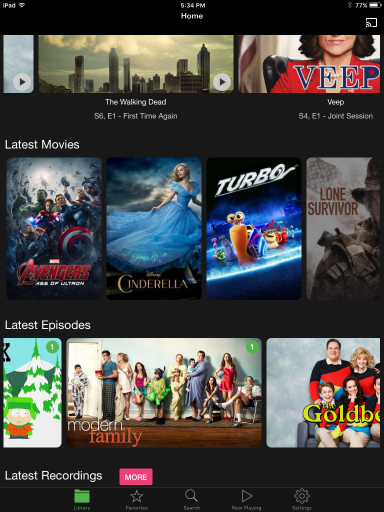 iPad
5:34 PM
77%
Home
VEEP
The Walking Dead
Veep
S6, E1 - First Time Again
S4, E1 - Joint Session
Latest Movies
MARVEL
AVENGERS
AGE OF ULTRON
Disney
CINDERELLA
TURBO
LONE
SURVIVOR
Latest Episodes
1
1
modern
family
The
Goldbe
Latest Recordings
MORE
Library
Favorites
Search
Now Playing
Settings